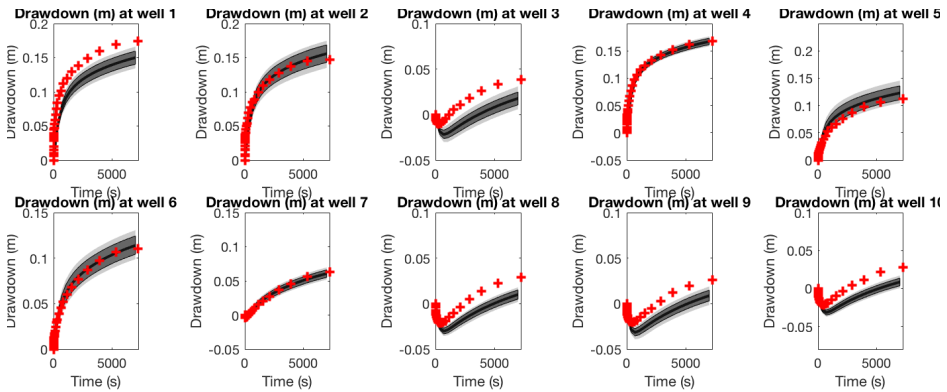 Drawdown (m) at well 1
Drawdown (m) at well 2
Drawdown (m) at well 3
Drawdown (m) at well 4
Drawdown (m) at well 5
0.2
0.15
0.1
0.05
0
Drawdown (m)
0
5000
Time (s)
0.2
0.15
0.1
0.05
0
Drawdown (m)
0
5000
Time (s)
0.1
0.05
0
-0.05
Drawdown (m)
0
5000
Time (s)
0.15
0.1
0.05
0
-0.05
Drawdown (m)
0
5000
Time (s)
0.2
0.15
0.1
0.05
0
Drawdown (m)
0
5000
Time (s)
Drawdown (m) at well 6
Drawdown (m) at well 7
Drawdown (m) at well 8
Drawdown (m) at well 9
Drawdown (m) at well 10
0.15
0.1
0.05
0
Drawdown (m)
0
5000
Time (s)
0.15
0.1
0.05
0
-0.05
Drawdown (m)
0
5000
Time (s)
0.1
0.05
0
-0.05
Drawdown (m)
0
5000
Time (s)
0.1
0.05
0
-0.05
Drawdown (m)
0
5000
Time (s)
0.1
0.05
0
-0.05
Drawdown (m)
0
5000
Time (s)